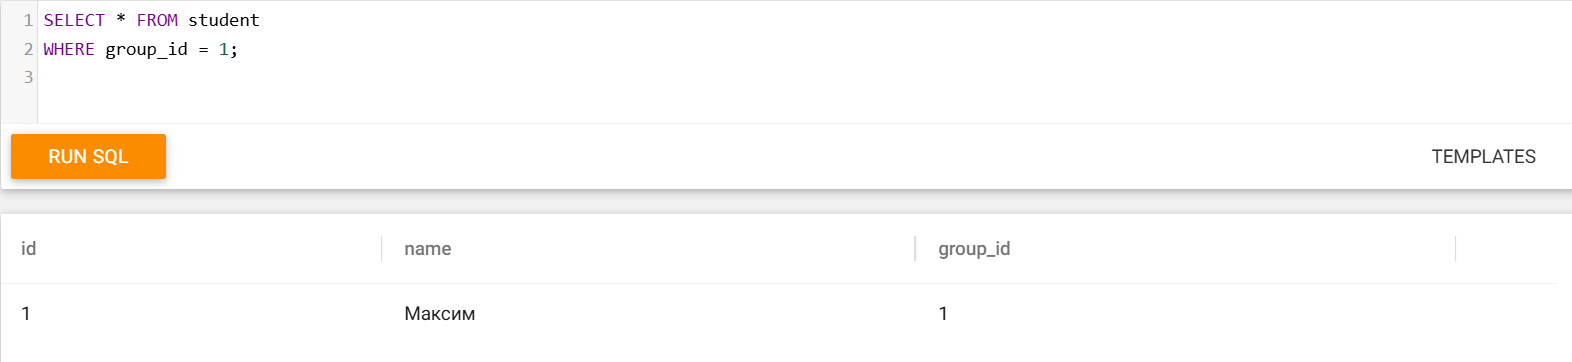 1 SELECT * FROM student
2 WHERE group_id = 1;
3
RUN SQL
TEMPLATES
id name group_id
1 Максим 1